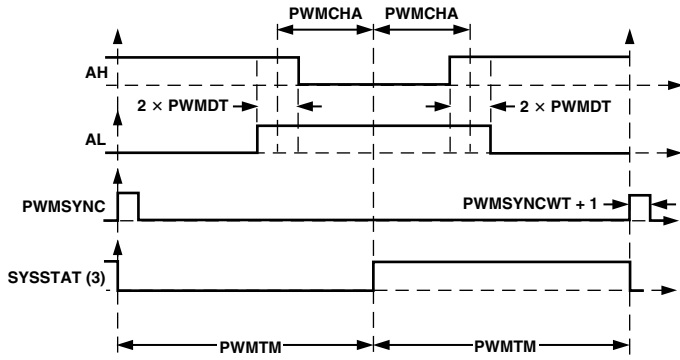 PWMCHA PWMCHA
AH
2 × PWMDT 2 × PWMDT
AL
PWMSYNC PWMSYNCWT + 1
SYSSTAT (3)
PWMTM PWMTM